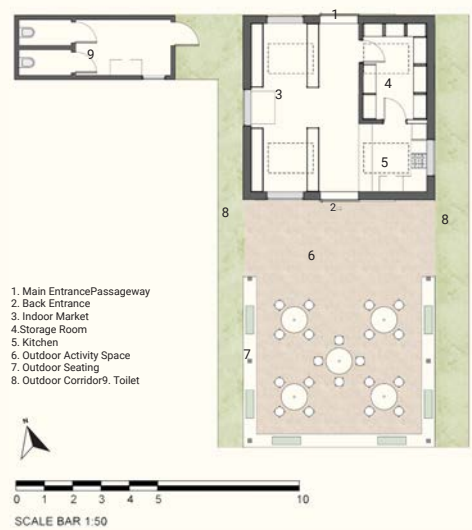 1
9
3
4
5
8
2
8
6
7
1. Main EntrancePassageway
2. Back Entrance
3. Indoor Market
4.Storage Room
5. Kitchen
6. Outdoor Activity Space
7. Outdoor Seating
8. Outdoor Corridor9. Toilet
N
0 1 2 3 4 5 10
SCALE BAR 1:50